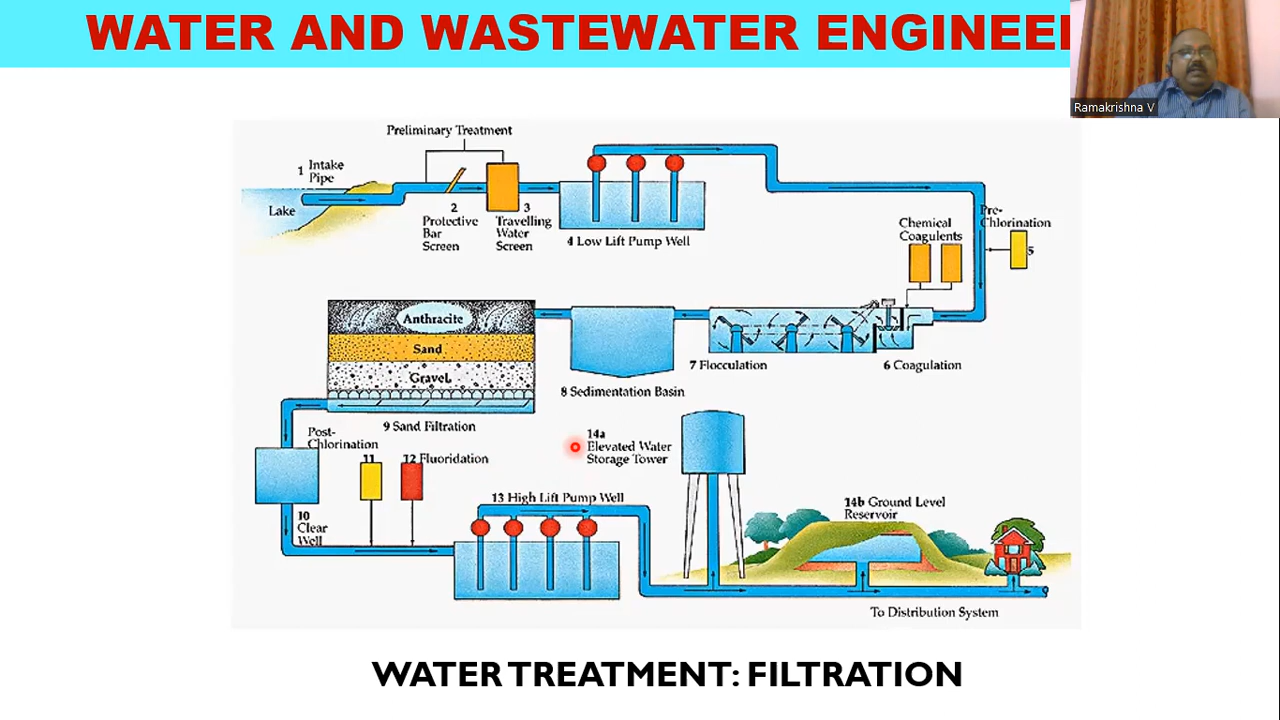 WATER AND WASTEWATER ENGINEE
Ramakrishna V
Preliminary Treatment
1 Intake
Pipe
Lake
2
Protective
Bar
Screen
3
Travelling
Water
Screen
4 Low Lift Pump Well
Chemical
Coagulents
Pre-
Chlorination
5
Anthracite
Sand
Gravel
9 Sand Filtration
8 Sedimentation Basin
7 Flocculation
6 Coagulation
Post-
Chlorination
11
12 Fluoridation
10
Clear
Well
13 High Lift Pump Well
14a
Elevated Water
Storage Tower
14b Ground Level
Reservoir
To Distribution System
WATER TREATMENT: FILTRATION